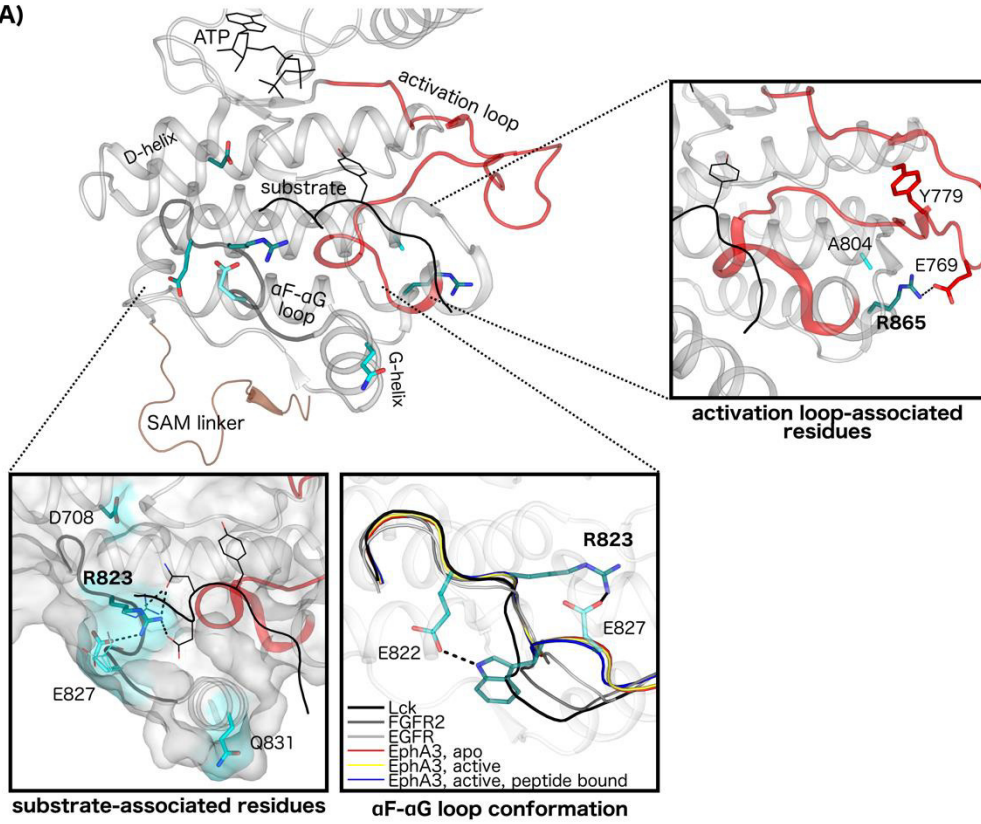 A)
ATP
activation loop
D-helix
substrate
αF-αG
loop
G-helix
SAM linker
Y779
A804
E769
R865
activation loop-associated
residues
D708
R823
E827
Q831
substrate-associated residues
R823
E827
E822
Lck
FGFR2
EGFR
EphA3, apo
EphA3, active
EphA3, active, peptide bound
αF-αG loop conformation